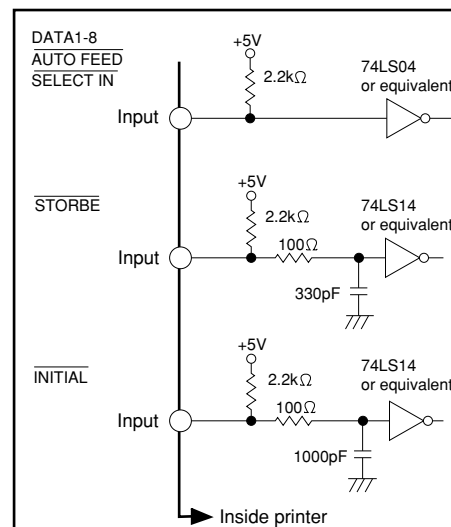 DATA1-8
AUTO FEED
SELECT IN
+5V
2.2kΩ
74LS04
or equivalent
Input
STORBE
+5V
2.2kΩ
100Ω
74LS14
or equivalent
Input
330pF
INITIAL
+5V
2.2kΩ
100Ω
74LS14
or equivalent
Input
1000pF
Inside printer